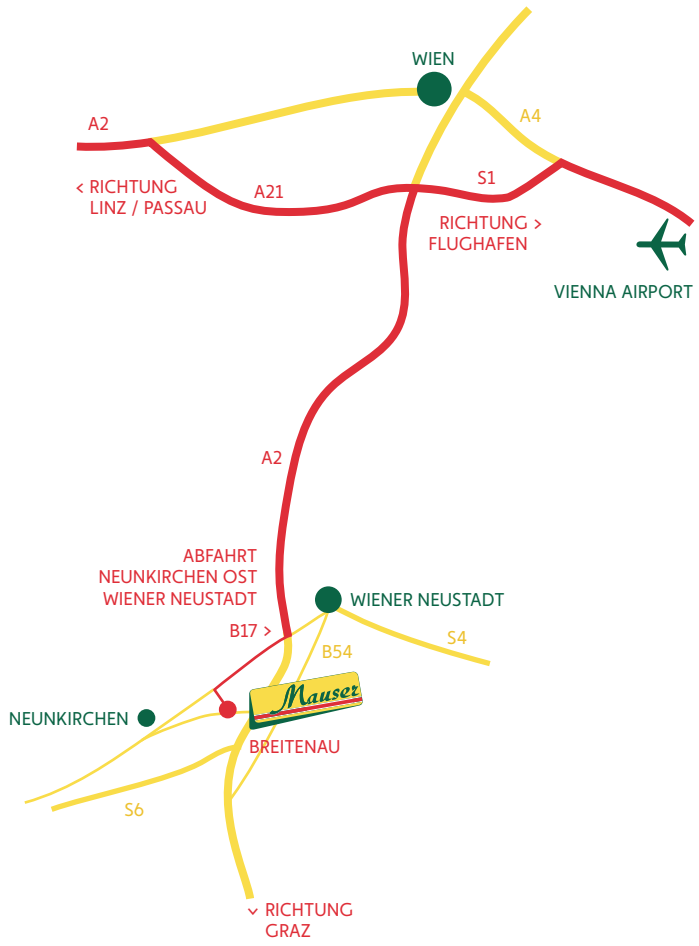 WIEN
A2
A4
< RICHTUNG
LINZ / PASSAU
A21
S1
RICHTUNG >
FLUGHAFEN
VIENNA AIRPORT
A2
ABFAHRT
NEUNKIRCHEN OST
WIENER NEUSTADT
WIENER NEUSTADT
B17 >
S4
B54
Mauser
NEUNKIRCHEN
BREITENAU
S6
RICHTUNG
GRAZ